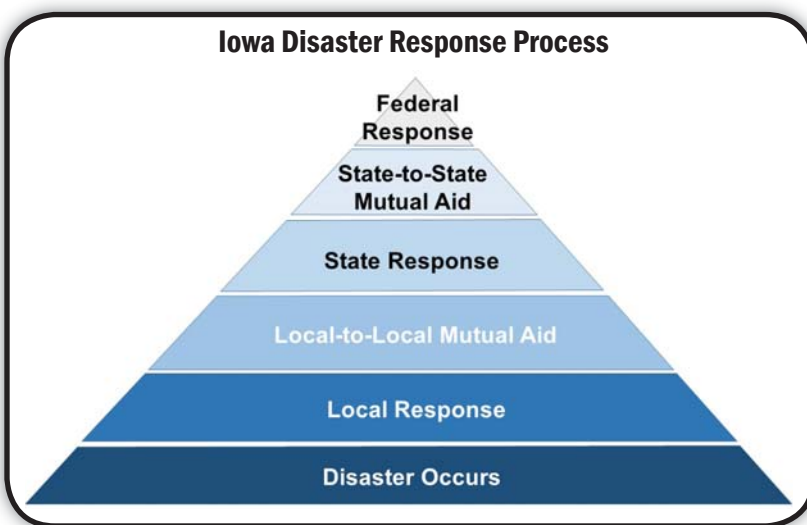 Iowa Disaster Response Process
Federal
Response
State-to-State
Mutual Aid
State Response
Local-to-Local Mutual Aid
Local Response
Disaster Occurs